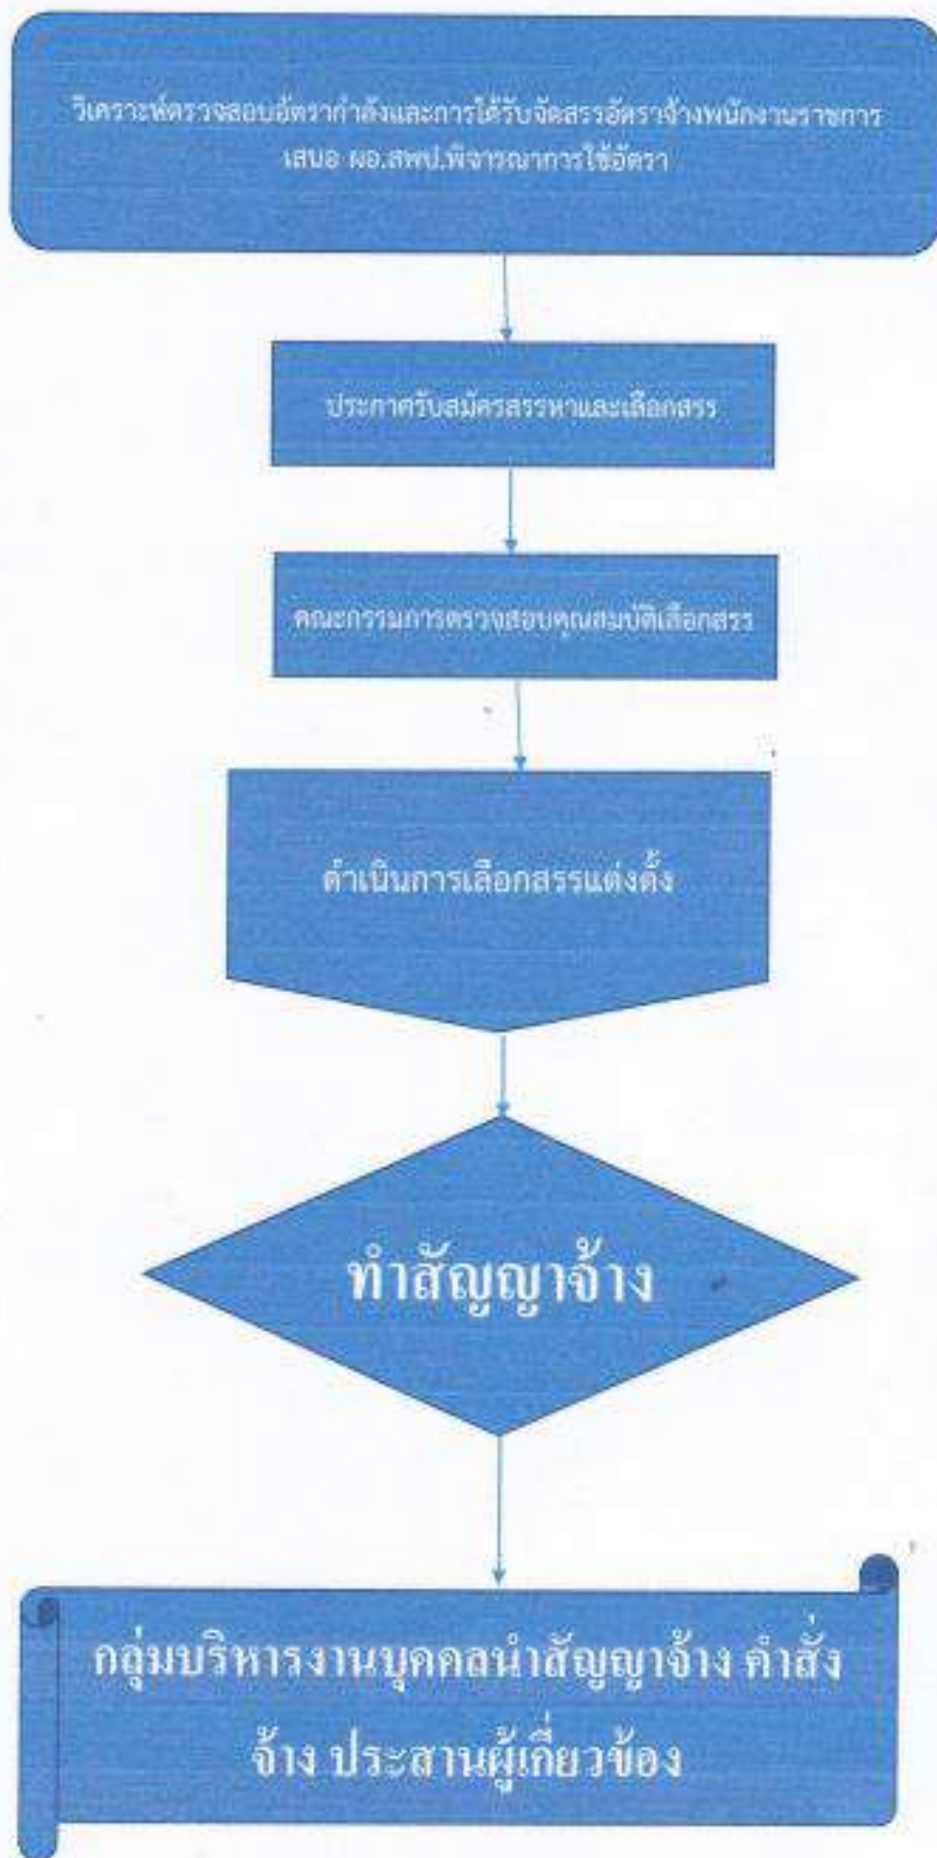 วิเคราะห์ตรวจสอบอัตรากำลังและการได้รับจัดสรรอัตราจ้างพนักงานราชการ
เสนอ ผอ.สพป.พิจารณาการใช้อัตรา
ประกาศรับสมัครสรรหาและเลือกสรร
คณะกรรมการตรวจสอบคุณสมบัติเลือกสรร
ดำเนินการเลือกสรรแต่งตั้ง
ทำสัญญาจ้าง
กลุ่มบริหารงานบุคคลนำสัญญาจ้าง คำสั่ง
จ้าง ประสานผู้เกี่ยวข้อง